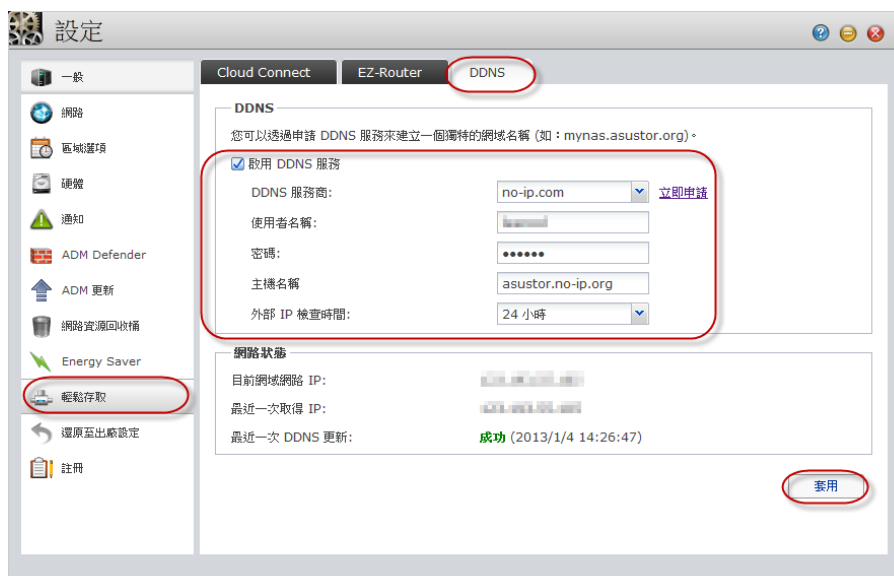 設定
一般
網路
區域選項
硬體
通知
ADM Defender
ADM 更新
網路資源回收桶
Energy Saver
輕鬆存取
還原至出廠設定
註冊
Cloud Connect EZ-Router DDNS
DDNS
您可以透過申請 DDNS 服務來建立一個獨特的網域名稱 (如：mynas.asustor.org)。
啟用 DDNS 服務
DDNS 服務商: no-ip.com 立即申請
使用者名稱:
密碼: ••••••
主機名稱 asustor.no-ip.org
外部 IP 檢查時間: 24 小時
網路狀態
目前網域網路 IP:
最近一次取得 IP:
最近一次 DDNS 更新: 成功 (2013/1/4 14:26:47)
套用